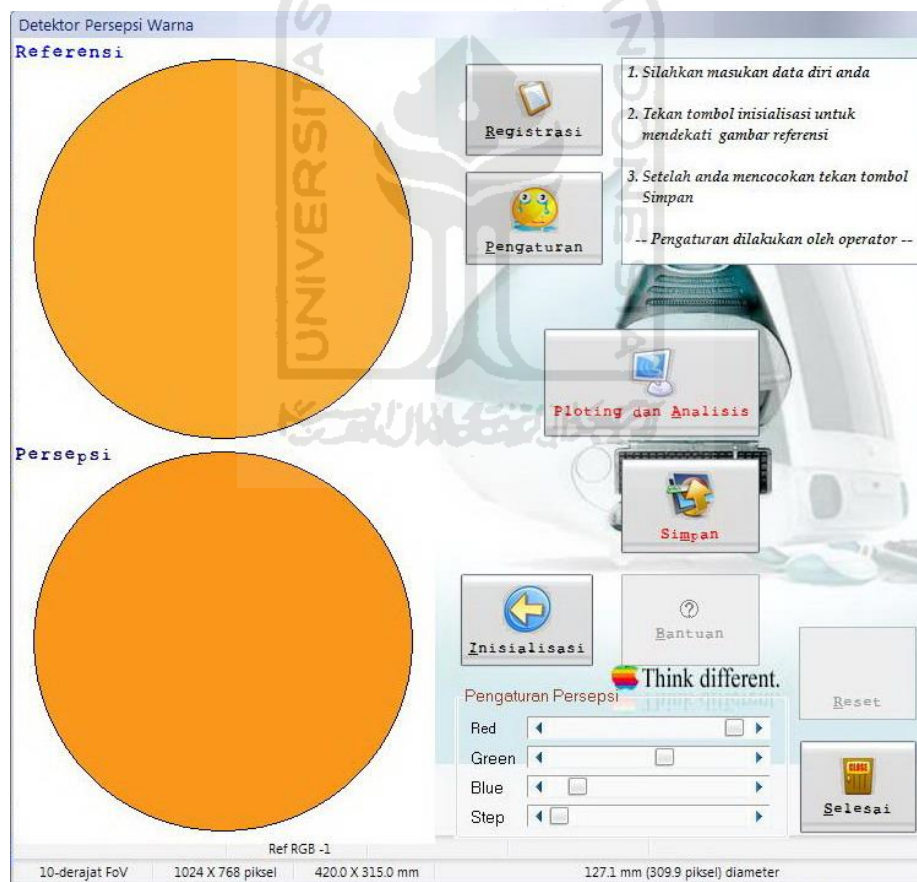 Detektor Persepsi Warna
Referensi
Registrasi
Pengaturan
1. Silahkan masukan data diri anda
2. Tekan tombol inisialisasi untuk
mendekati gambar referensi
3. Setelah anda mencocokan tekan tombol
Simpan
-- Pengaturan dilakukan oleh operator --
Ploting dan Analisis
Persepsi
Simpan
Inisialisasi
Bantuan
Think different.
Reset
Pengaturan Persepsi
Red
Green
Blue
Step
CLOSE
Selesai
Ref RGB -1
10-derajat FoV
1024 X 768 piksel
420.0 X 315.0 mm
127.1 mm (309.9 piksel) diameter
UNIVERSITAS
INDONESIA